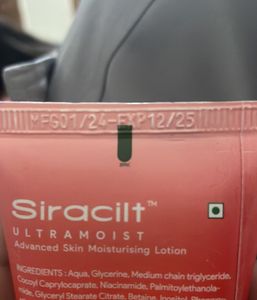 MFG01/24-EXP12/25
Siracilt™
ULTRAMOIST
Advanced Skin Moisturising Lotion
INGREDIENTS: Aqua, Glycerine, Medium chain triglyceride,
Cocoyl Caprylocaprate, Niacinamide, Palmitoylethanola-
mide, Glyceryl Stearate Citrate, Betaine, Inositol,